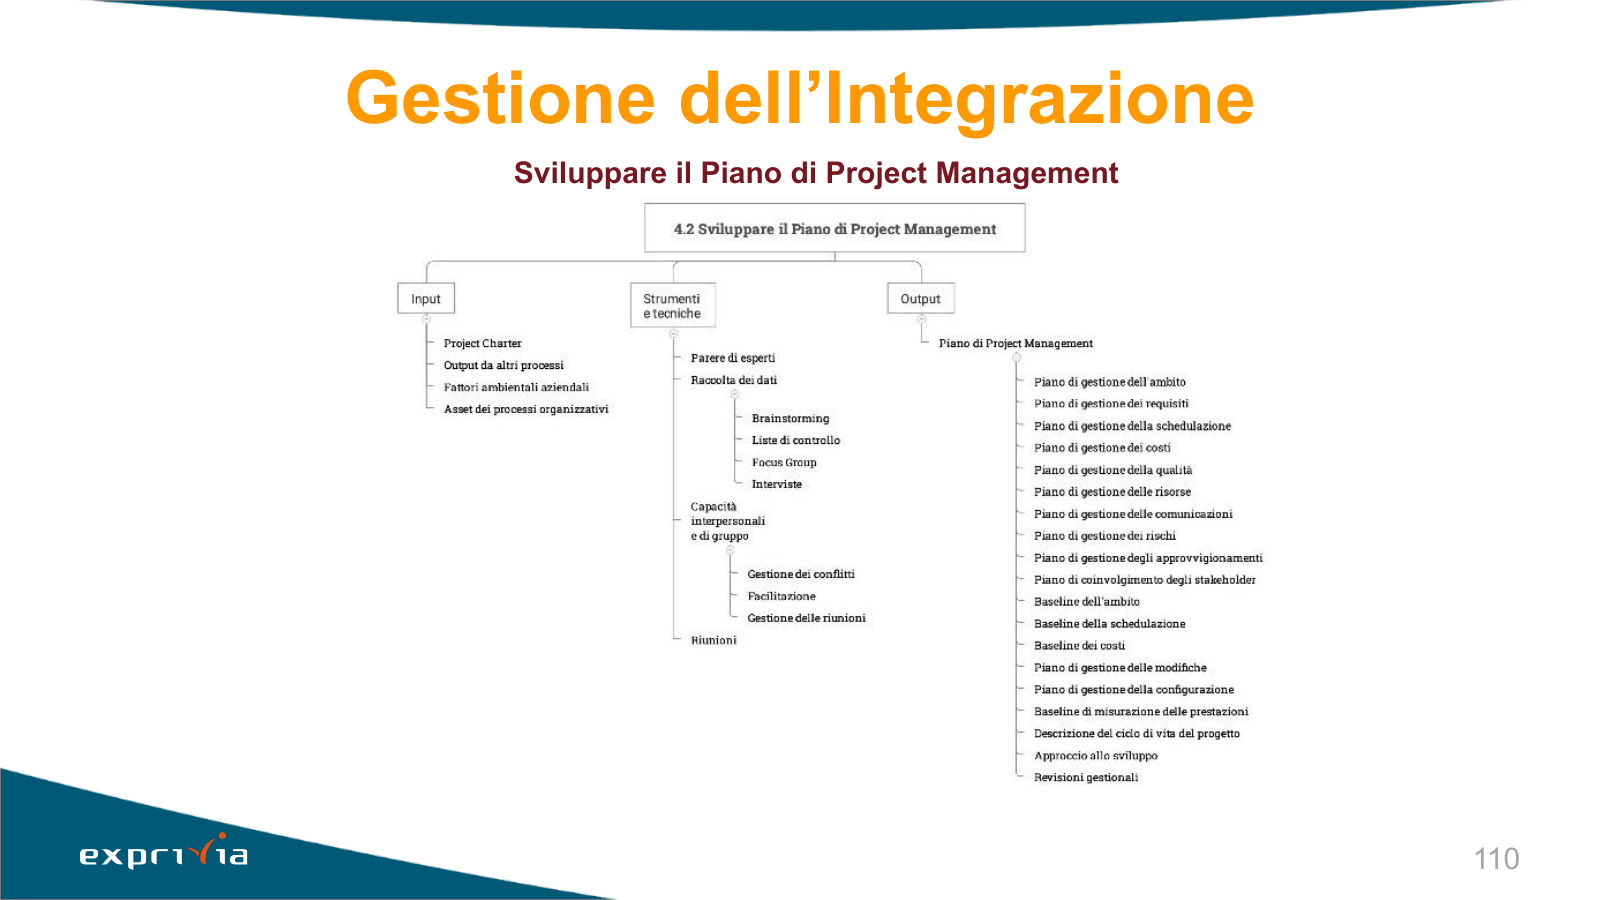 Gestione dell’Integrazione
Sviluppare il Piano di Project Management
4.2 Sviluppare il Piano di Project Management
Input
Project Charter
Output da altri processi
Fattori ambientali aziendali
Asset dei processi organizzativi
Strumenti
e tecniche
Parere di esperti
Raccolta dei dati
Brainstorming
Liste di controllo
Focus Group
Interviste
Capacità
interpersonali
e di gruppo
Gestione dei conflitti
Facilitazione
Gestione delle riunioni
Riunioni
Output
Piano di Project Management
Piano di gestione dell'ambito
Piano di gestione dei requisiti
Piano di gestione della schedulazione
Piano di gestione dei costi
Piano di gestione della qualità
Piano di gestione delle risorse
Piano di gestione delle comunicazioni
Piano di gestione dei rischi
Piano di gestione degli approvvigionamenti
Piano di coinvolgimento degli stakeholder
Baseline dell'ambito
Baseline della schedulazione
Baseline dei costi
Piano di gestione delle modifiche
Piano di gestione della configurazione
Baseline di misurazione delle prestazioni
Descrizione del ciclo di vita del progetto
Approccio allo sviluppo
Revisioni gestionali
exprivia
110